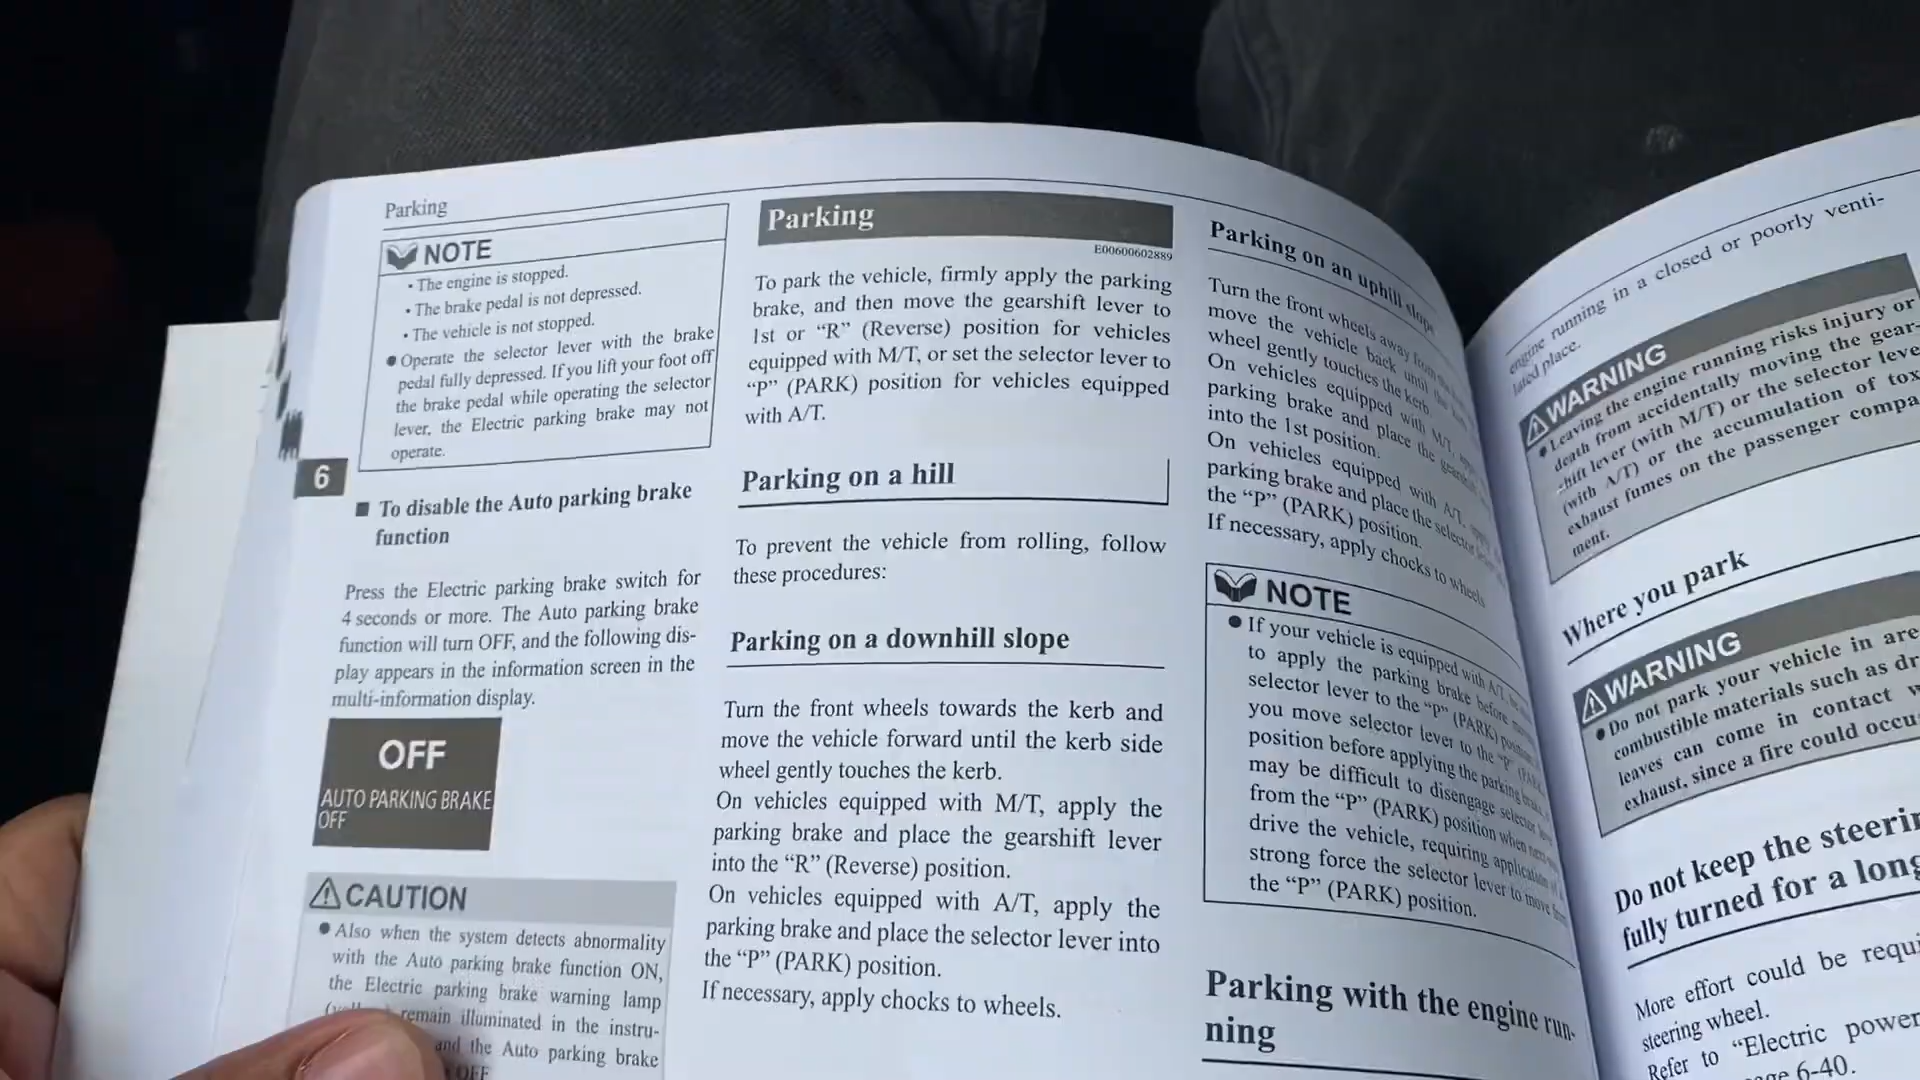 Parking
NOTE
• The engine is stopped.
• The brake pedal is not depressed.
• The vehicle is not stopped.
● Operate the selector lever with the brake
pedal fully depressed. If you lift your foot off
the brake pedal while operating the selector
lever, the Electric parking brake may not
operate.
6
■ To disable the Auto parking brake
function
Press the Electric parking brake switch for
4 seconds or more. The Auto parking brake
function will turn OFF, and the following dis-
play appears in the information screen in the
multi-information display.
OFF
AUTO PARKING BRAKE
OFF
CAUTION
● Also when the system detects abnormality
with the Auto parking brake function ON,
the Electric parking brake warning lamp
remain illuminated in the instru-
and the Auto parking brake
OFF
Parking
E00600602889
To park the vehicle, firmly apply the parking
brake, and then move the gearshift lever to
1st or “R” (Reverse) position for vehicles
equipped with M/T, or set the selector lever to
“P” (PARK) position for vehicles equipped
with A/T.
Parking on a hill
To prevent the vehicle from rolling, follow
these procedures:
Parking on a downhill slope
Turn the front wheels towards the kerb and
move the vehicle forward until the kerb side
wheel gently touches the kerb.
On vehicles equipped with M/T, apply the
parking brake and place the gearshift lever
into the “R” (Reverse) position.
On vehicles equipped with A/T, apply the
parking brake and place the selector lever into
the “P” (PARK) position.
If necessary, apply chocks to wheels.
Parking on an uphill slope
Turn the front wheels away from the
move the vehicle back until the
wheel gently touches the kerb.
On vehicles equipped with M/T,
parking brake and place the gearshift
into the 1st position.
On vehicles equipped with A/T,
parking brake and place the selector
the “P” (PARK) position.
If necessary, apply chocks to wheels
NOTE
● If your vehicle is equipped with A/T,
to apply the parking brake before
selector lever to the “P” (PARK)
you move selector lever to the “P”
position before applying the parking brake,
may be difficult to disengage selector
from the “P” (PARK) position when
drive the vehicle, requiring application
strong force the selector lever to move
the “P” (PARK) position.
Parking with the engine run-
ning
engine running in a closed or poorly venti-
lated place.
WARNING
● Leaving the engine running risks injury or
death from accidentally moving the gear-
shift lever (with M/T) or the selector
(with A/T) or the accumulation of
exhaust fumes on the passenger
ment.
Where you park
WARNING
● Do not park your vehicle in
combustible materials such as
leaves can come in contact
exhaust, since a fire could
Do not keep the
fully turned for a
More effort could be
steering wheel.
Refer to “Electric power
6-40.